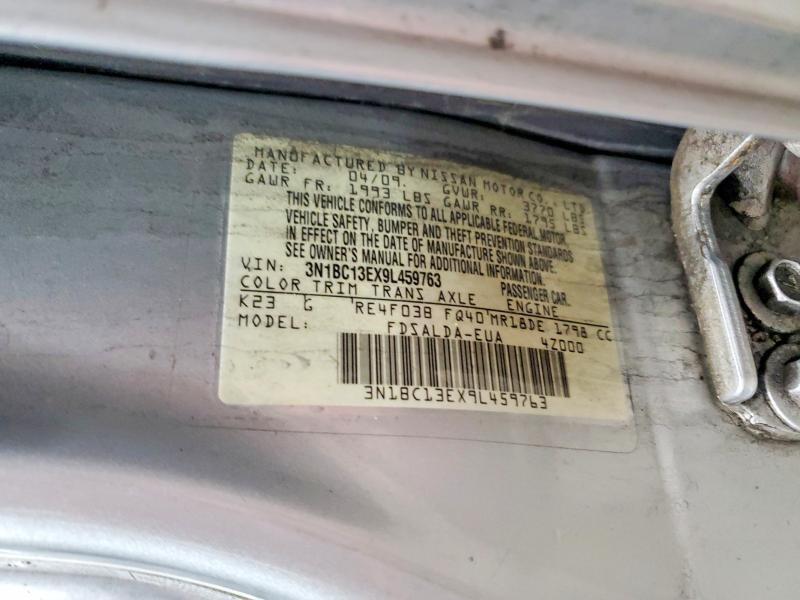 MANUFACTURED BY NISSAN MOTOR CO., LTD
DATE: 04/09. GVWR: 3770 LBS
GAWR FR: 1993 LBS GAWR RR: 1795 LBS
THIS VEHICLE CONFORMS TO ALL APPLICABLE FEDERAL MOTOR
VEHICLE SAFETY, BUMPER AND THEFT PREVENTION STANDARDS
IN EFFECT ON THE DATE OF MANUFACTURE SHOWN ABOVE.
SEE OWNER'S MANUAL FOR ADDITIONAL INFORMATION.
VIN: 3N1BC13EX9L459763 PASSENGER CAR.
COLOR TRIM TRANS AXLE ENGINE
K23 G RE4F03B FQ40 MR18DE 1798 CC
MODEL: FDSALDA-EUA 4Z000
3N1BC13EX9L459763